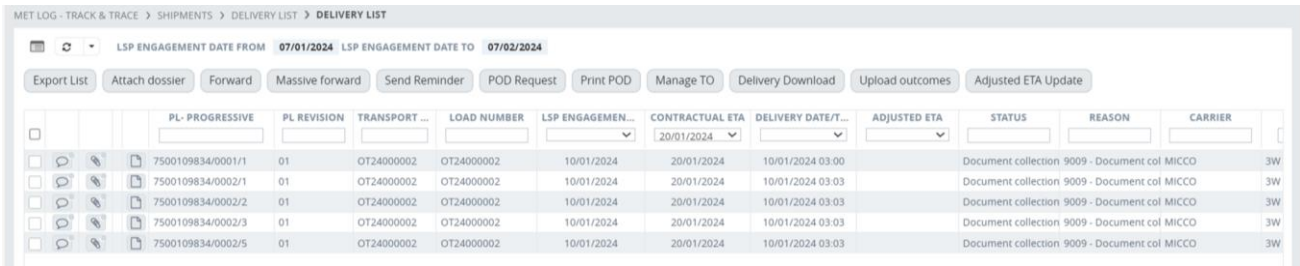 MET LOG - TRACK & TRACE > SHIPMENTS > DELIVERY LIST > DELIVERY LIST
LSP ENGAGEMENT DATE FROM 07/01/2024 LSP ENGAGEMENT DATE TO 07/02/2024
Export List Attach dossier Forward Massive forward Send Reminder POD Request Print POD Manage TO Delivery Download Upload outcomes Adjusted ETA Update
PL- PROGRESSIVE PL REVISION TRANSPORT ... LOAD NUMBER LSP ENGAGEMEN... CONTRACTUAL ETA DELIVERY DATE/T... ADJUSTED ETA STATUS REASON CARRIER
20/01/2024
7500109834/0001/1 01 OT24000002 OT24000002 10/01/2024 20/01/2024 10/01/2024 03:00 Document collection 9009 - Document col MICCO 3W
7500109834/0002/1 01 OT24000002 OT24000002 10/01/2024 20/01/2024 10/01/2024 03:03 Document collection 9009 - Document col MICCO 3W
7500109834/0002/2 01 OT24000002 OT24000002 10/01/2024 20/01/2024 10/01/2024 03:03 Document collection 9009 - Document col MICCO 3W
7500109834/0002/3 01 OT24000002 OT24000002 10/01/2024 20/01/2024 10/01/2024 03:03 Document collection 9009 - Document col MICCO 3W
7500109834/0002/5 01 OT24000002 OT24000002 10/01/2024 20/01/2024 10/01/2024 03:03 Document collection 9009 - Document col MICCO 3W